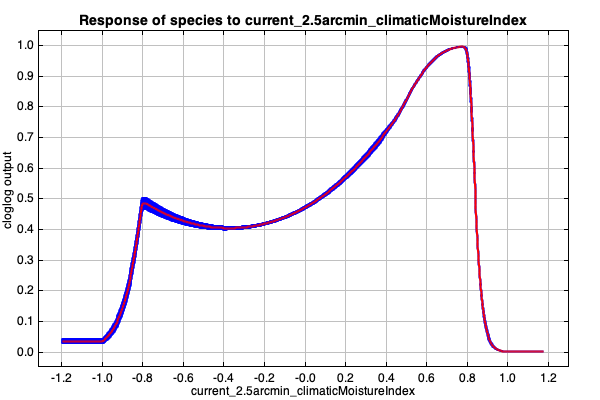 Response of species to current_2.5arcmin_climaticMoistureIndex
cloglog output
1.0
0.9
0.8
0.7
0.6
0.5
0.4
0.3
0.2
0.1
0.0
-1.2 -1.0 -0.8 -0.6 -0.4 -0.2 -0.0 0.2 0.4 0.6 0.8 1.0 1.2
current_2.5arcmin_climaticMoistureIndex